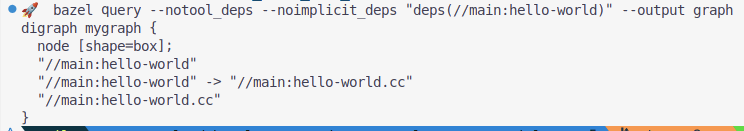 🚀 bazel query --notool_deps --noimplicit_deps "deps(//main:hello-world)" --output graph
digraph mygraph {
  node [shape=box];
  "//main:hello-world"
  "//main:hello-world" -> "//main:hello-world.cc"
  "//main:hello-world.cc"
}